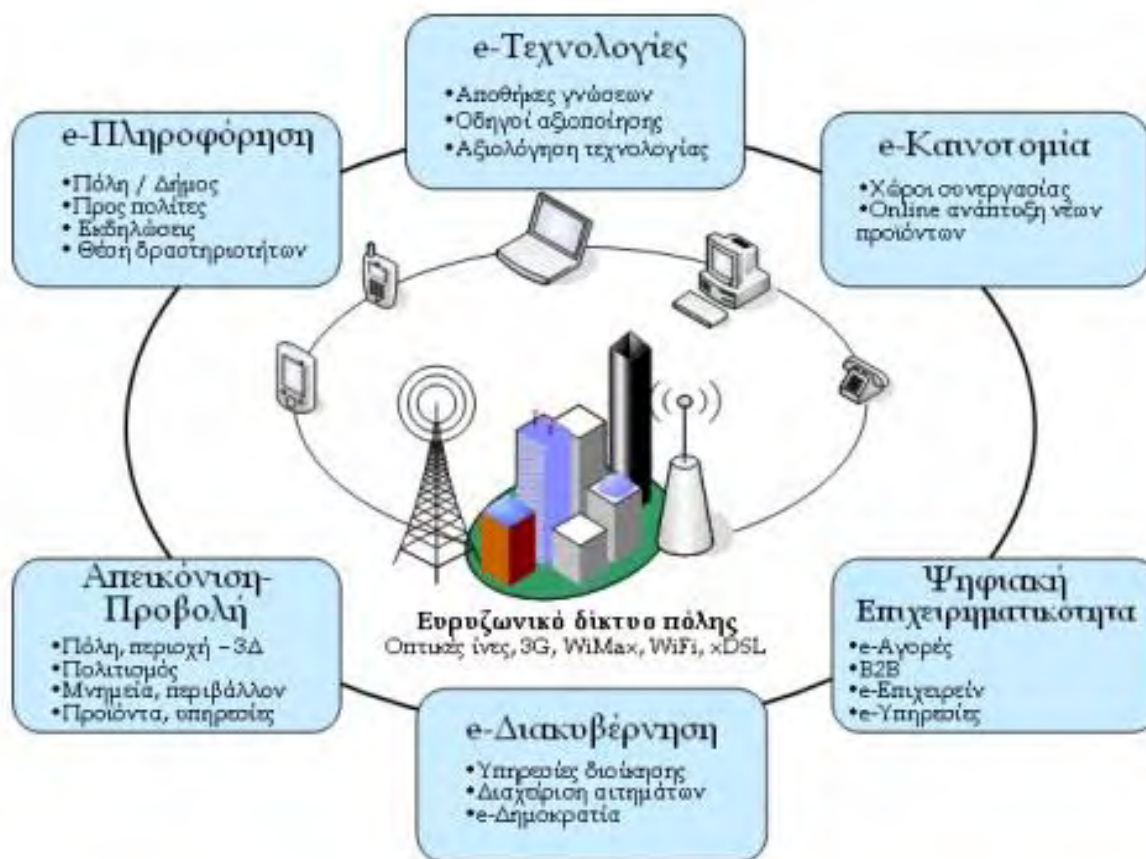 e-Τεχνολογίες
•Αποθήκες γνώσεων
•Οδηγοί αξιοποίησης
•Αξιολόγηση τεχνολογίας
e-Πληροφόρηση
•Πόλη / Δήμος
•Προς πολίτες
• Εκδηλώσεις
• Θέση δραστηριοτήτων
e-Καινοτομία
•Χώροι συνεργασίας
•Online ανάπτυξη νέων
προϊόντων
Απεικόνιση-
Προβολή
•Πόλη, περιοχή – 3Δ
•Πολιτισμός
•Μνημεία, περιβάλλον
•Προϊόντα, υπηρεσίες
Ευρυζωνικό δίκτυο πόλης
Οπτικές ίνες, 3G, WiMax, WiFi, xDSL
Ψηφιακή
Επιχειρηματικότητα
•e-Αγορές
•B2B
•e-Επιχειρείν
•e-Υπηρεσίες
e-Διακυβέρνηση
•Υπηρεσίες διοίκησης
•Διαχείριση αιτημάτων
•e-Δημοκρατία